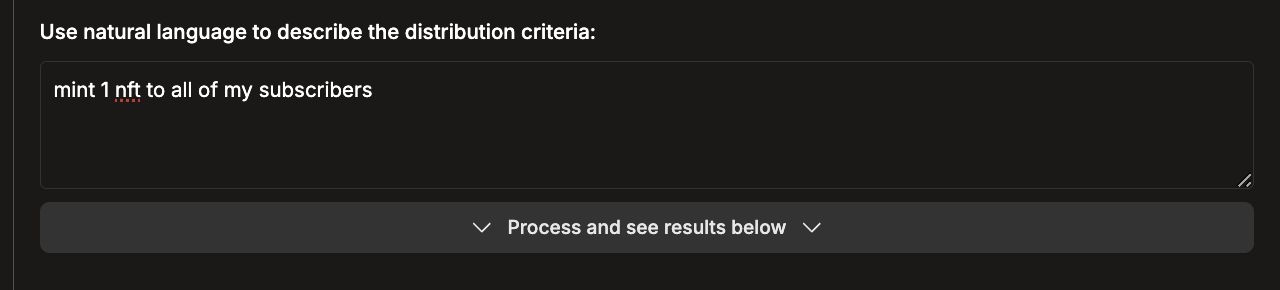 Use natural language to describe the distribution criteria:
mint 1 nft to all of my subscribers
Process and see results below